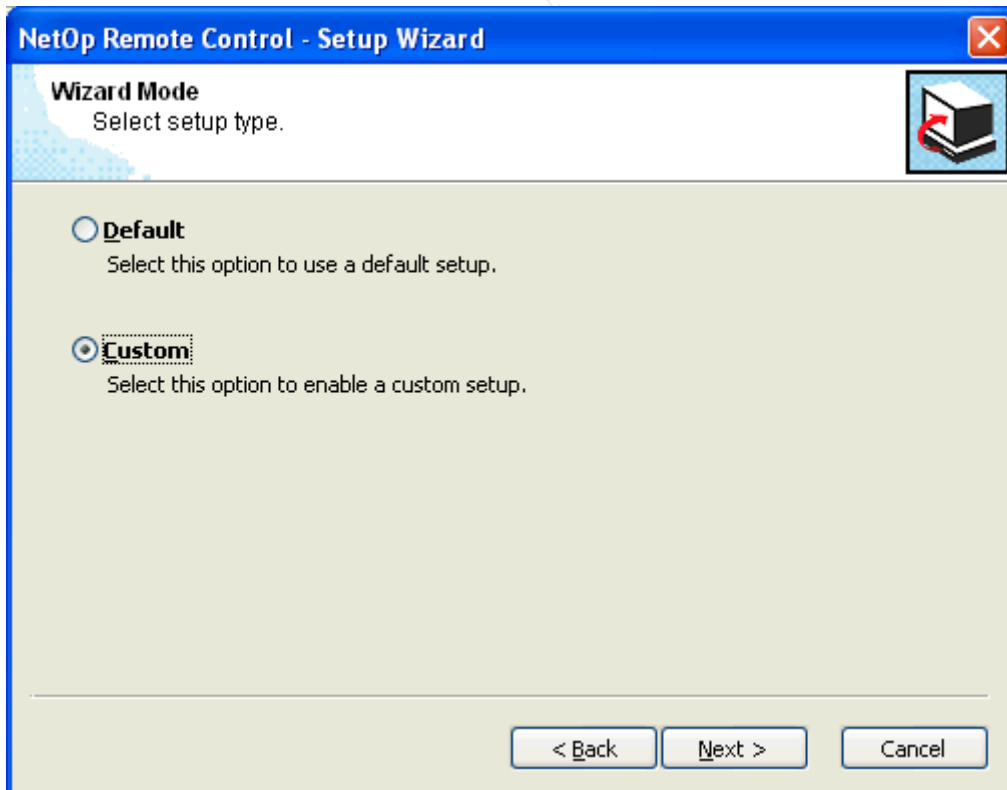 NetOp Remote Control - Setup Wizard
Wizard Mode
Select setup type.
Default
Select this option to use a default setup.
Custom
Select this option to enable a custom setup.
< Back Next > Cancel